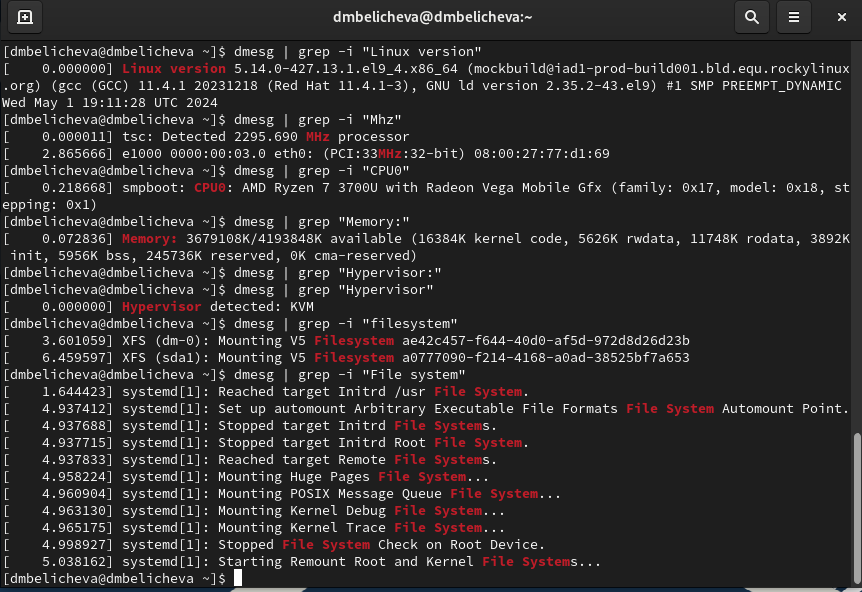 dmbelicheva@dmbelicheva:~
[dmbelicheva@dmbelicheva ~]$ dmesg | grep -i "Linux version"
[    0.000000] Linux version 5.14.0-427.13.1.el9_4.x86_64 (mockbuild@iad1-prod-build001.bld.equ.rockylinux
.org) (gcc (GCC) 11.4.1 20231218 (Red Hat 11.4.1-3), GNU ld version 2.35.2-43.el9) #1 SMP PREEMPT_DYNAMIC
Wed May 1 19:11:28 UTC 2024
[dmbelicheva@dmbelicheva ~]$ dmesg | grep -i "Mhz"
[    0.000011] tsc: Detected 2295.690 MHz processor
[    2.865666] e1000 0000:00:03.0 eth0: (PCI:33MHz:32-bit) 08:00:27:77:d1:69
[dmbelicheva@dmbelicheva ~]$ dmesg | grep -i "CPU0"
[    0.218668] smpboot: CPU0: AMD Ryzen 7 3700U with Radeon Vega Mobile Gfx (family: 0x17, model: 0x18, st
epping: 0x1)
[dmbelicheva@dmbelicheva ~]$ dmesg | grep "Memory:"
[    0.072836] Memory: 3679108K/4193848K available (16384K kernel code, 5626K rwdata, 11748K rodata, 3892K
 init, 5956K bss, 245736K reserved, 0K cma-reserved)
[dmbelicheva@dmbelicheva ~]$ dmesg | grep "Hypervisor:"
[dmbelicheva@dmbelicheva ~]$ dmesg | grep "Hypervisor"
[    0.000000] Hypervisor detected: KVM
[dmbelicheva@dmbelicheva ~]$ dmesg | grep -i "filesystem"
[    3.601059] XFS (dm-0): Mounting V5 Filesystem ae42c457-f644-40d0-af5d-972d8d26d23b
[    6.459597] XFS (sda1): Mounting V5 Filesystem a0777090-f214-4168-a0ad-38525bf7a653
[dmbelicheva@dmbelicheva ~]$ dmesg | grep -i "File system"
[    1.644423] systemd[1]: Reached target Initrd /usr File System.
[    4.937412] systemd[1]: Set up automount Arbitrary Executable File Formats File System Automount Point.
[    4.937688] systemd[1]: Stopped target Initrd File Systems.
[    4.937715] systemd[1]: Stopped target Initrd Root File System.
[    4.937833] systemd[1]: Reached target Remote File Systems.
[    4.958224] systemd[1]: Mounting Huge Pages File System...
[    4.960904] systemd[1]: Mounting POSIX Message Queue File System...
[    4.963130] systemd[1]: Mounting Kernel Debug File System...
[    4.965175] systemd[1]: Mounting Kernel Trace File System...
[    4.998927] systemd[1]: Stopped File System Check on Root Device.
[    5.038162] systemd[1]: Starting Remount Root and Kernel File Systems...
[dmbelicheva@dmbelicheva ~]$